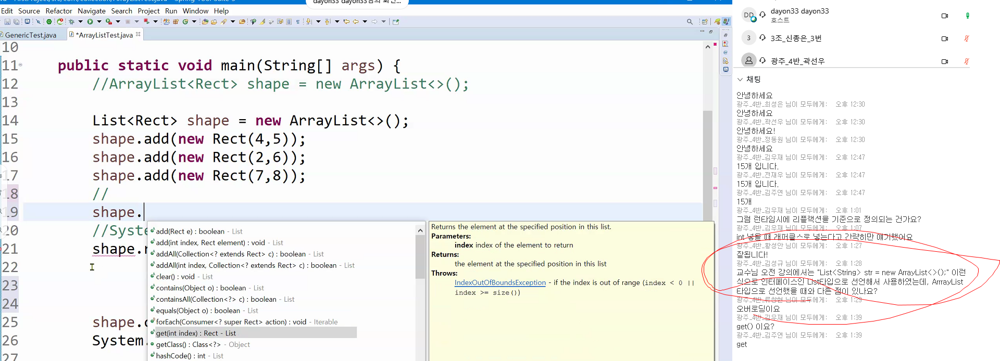 dayon33 dayon33님의 화면...
Edit Source Refactor Navigate Search Project Run Window Help
GenericTest.java *ArrayListTest.java
10
11 public static void main(String[] args) {
12 //ArrayList<Rect> shape = new ArrayList<>();
13
14 List<Rect> shape = new ArrayList<>();
15 shape.add(new Rect(4,5));
16 shape.add(new Rect(2,6));
17 shape.add(new Rect(7,8));
18 //
19 shape.
20 //Syste
21 shape.r
22
23
24
25 shape.
26 System.
27
add(Rect e) : boolean - List
add(int index, Rect element) : void - List
addAll(Collection<? extends Rect> c) : boolean - List
addAll(int index, Collection<? extends Rect> c) : boolean - List
clear() : void - List
contains(Object o) : boolean - List
containsAll(Collection<?> c) : boolean - List
equals(Object o) : boolean - List
forEach(Consumer<? super Rect> action) : void - Iterable
get(int index) : Rect - List
getClass() : Class<?> - Object
hashCode() : int - List
Returns the element at the specified position in this list.
Parameters:
index index of the element to return
Returns:
the element at the specified position in this list
Throws:
IndexOutOfBoundsException - if the index is out of range (index < 0 ||
index >= size())
DD dayon33 dayon33
호스트
3 3조_신종은_3번
광주_4반_곽선우
채팅
안녕하세요
광주_4반_최성은 님이 모두에게: 오후 12:30
안녕하세요
광주_4반_곽선우 님이 모두에게: 오후 12:30
안녕하세요!
광주_4반_정동원 님이 모두에게: 오후 12:30
안녕하세요
광주_4반_김우재 님이 모두에게: 오후 12:47
15개 입니다.
광주_4반_전재우 님이 모두에게: 오후 12:47
15개 입니다.
광주_4반_김주연 님이 모두에게: 오후 12:47
15개
광주_4반_김우재 님이 모두에게: 오후 1:01
그럼 런타임시에 리플랙션을 기준으로 정의되는 건가요?
광주_4반_김우재 님이 모두에게: 오후 1:07
int 넣을 때 래퍼클스로 넣는다고 간략히만 얘기했어요
광주_4반_황성안 님이 모두에게: 오후 1:27
잘됩니다!
광주_4반_김성규 님이 모두에게: 오후 1:28
교수님 오전 강의에서는 "List<String> str = new ArrayList<>();" 이런
식으로 인터페이스인 List타입으로 선언해서 사용하였는데, ArrayList
타입으로 선언했을 때와 다른 점이 있나요?
광주_4반_류창현 님이 모두에게: 오후 1:29
오버로딩이요
광주_4반_김우재 님이 모두에게: 오후 1:39
get() 이요?
광주_4반_김주연 님이 모두에게: 오후 1:39
get